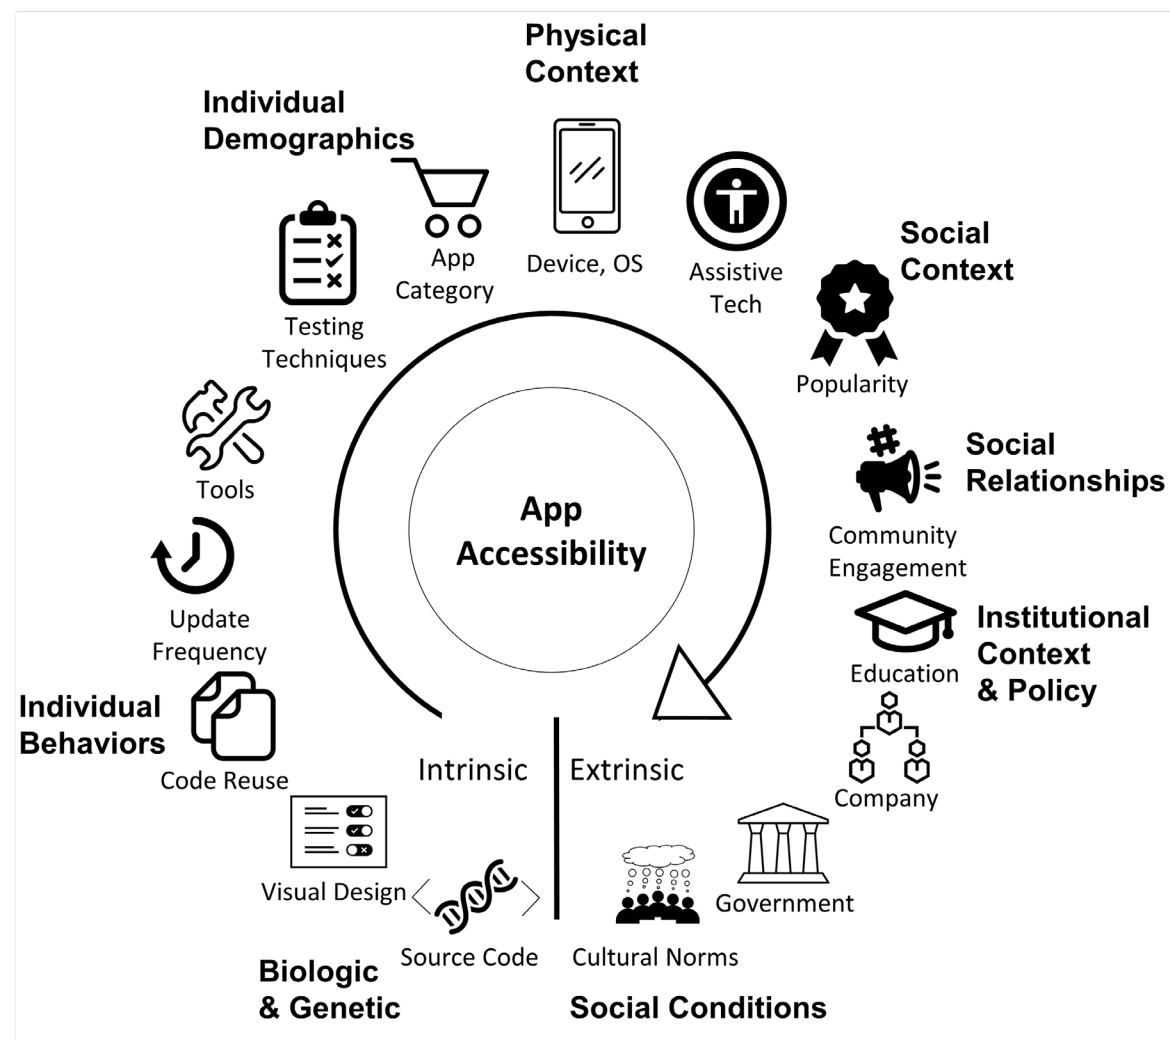 Physical
Context
Individual
Demographics
App
Category
Device, OS
Assistive
Tech
Social
Context
Popularity
Testing
Techniques
Tools
#
Social
Relationships
Community
Engagement
App
Accessibility
Update
Frequency
Institutional
Context
& Policy
Education
Individual
Behaviors
Code Reuse
Company
Intrinsic
Extrinsic
Visual Design
Government
Source Code
Cultural Norms
Biologic
& Genetic
Social Conditions